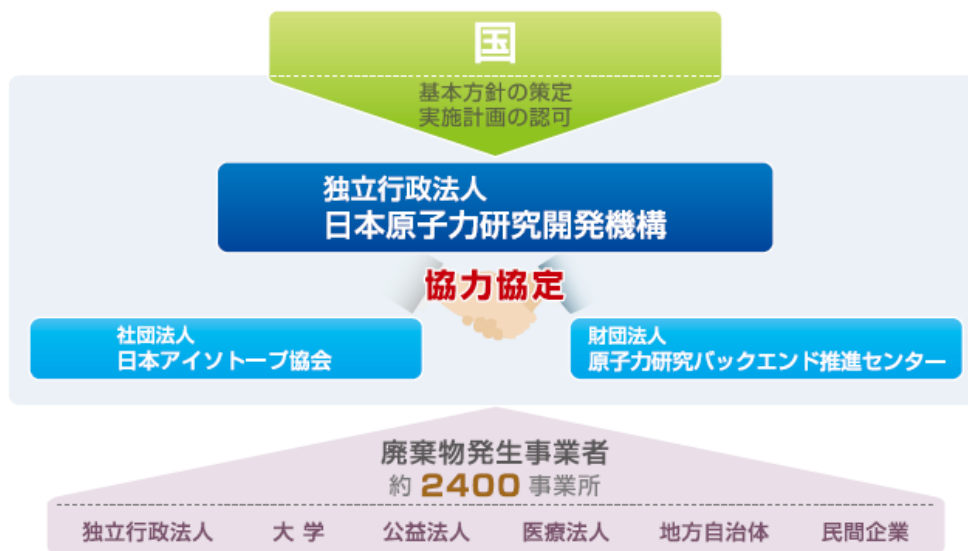 国
基本方針の策定
実施計画の認可
独立行政法人
日本原子力研究開発機構
協力協定
社団法人
日本アイソトープ協会
財団法人
原子力研究バックエンド推進センター
廃棄物発生事業者
約 2400 事業所
独立行政法人 大 学 公益法人 医療法人 地方自治体 民間企業